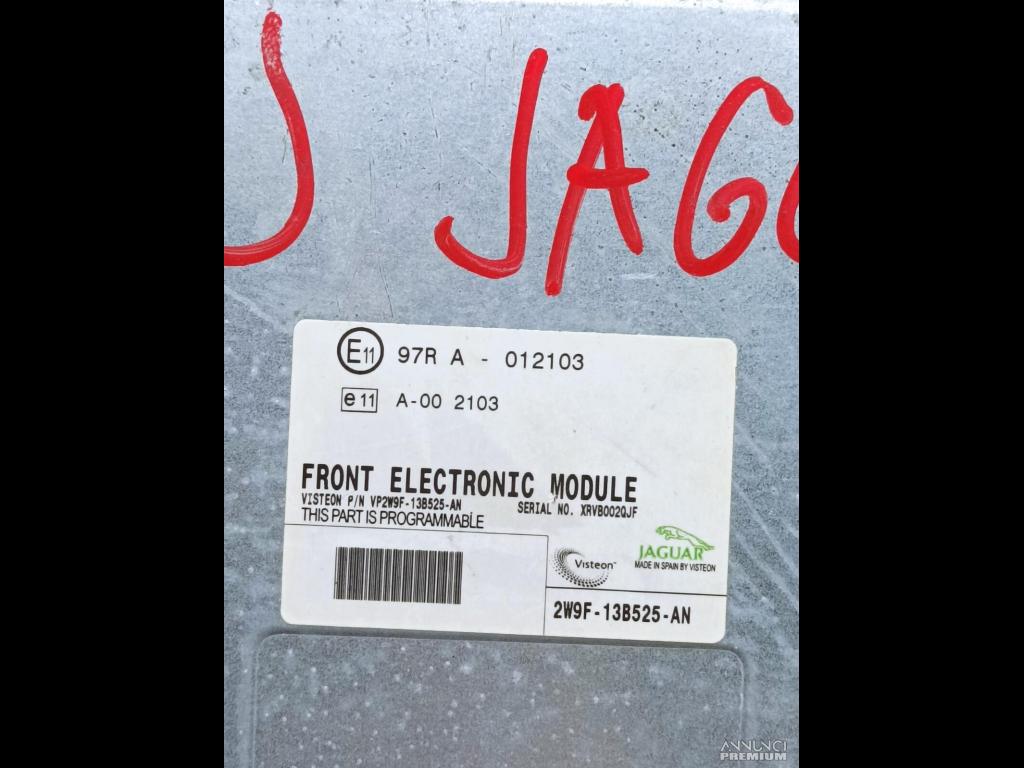 J JAG
E11 97R A - 012103
e11 A-00 2103
FRONT ELECTRONIC MODULE
VISTEON P/N VP2W9F-13B525-AN SERIAL NO. XRVB002QJF
THIS PART IS PROGRAMMABLE
Visteon
JAGUAR
MADE IN SPAIN BY VISTEON
2W9F-13B525-AN
ANNUNCI
PREMIUM